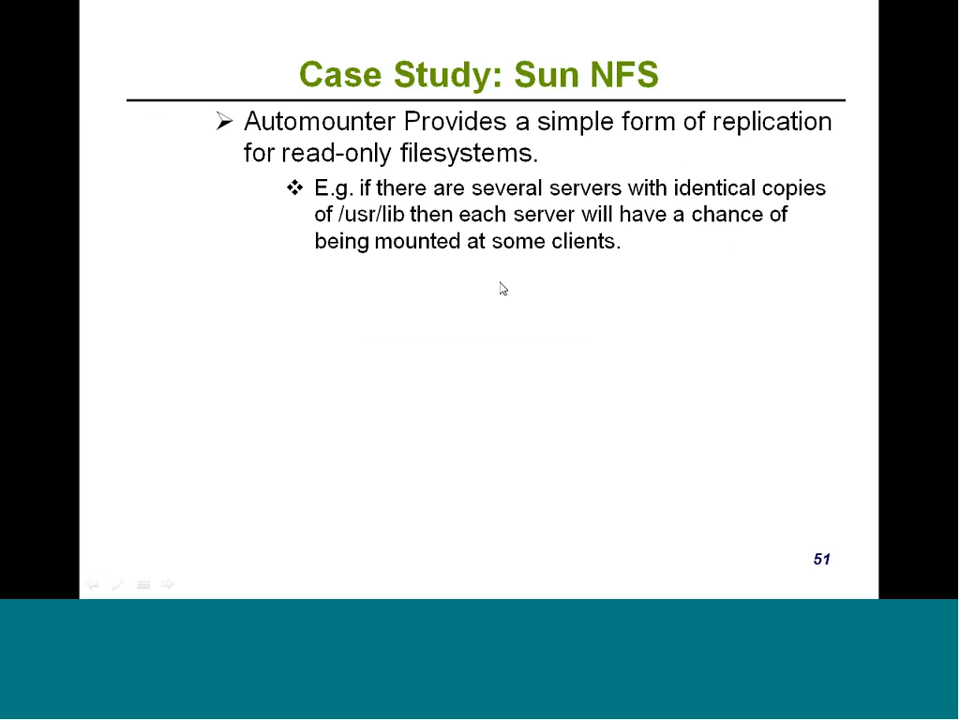 Case Study: Sun NFS
Automounter Provides a simple form of replication
for read-only filesystems.
E.g. if there are several servers with identical copies
of /usr/lib then each server will have a chance of
being mounted at some clients.
51